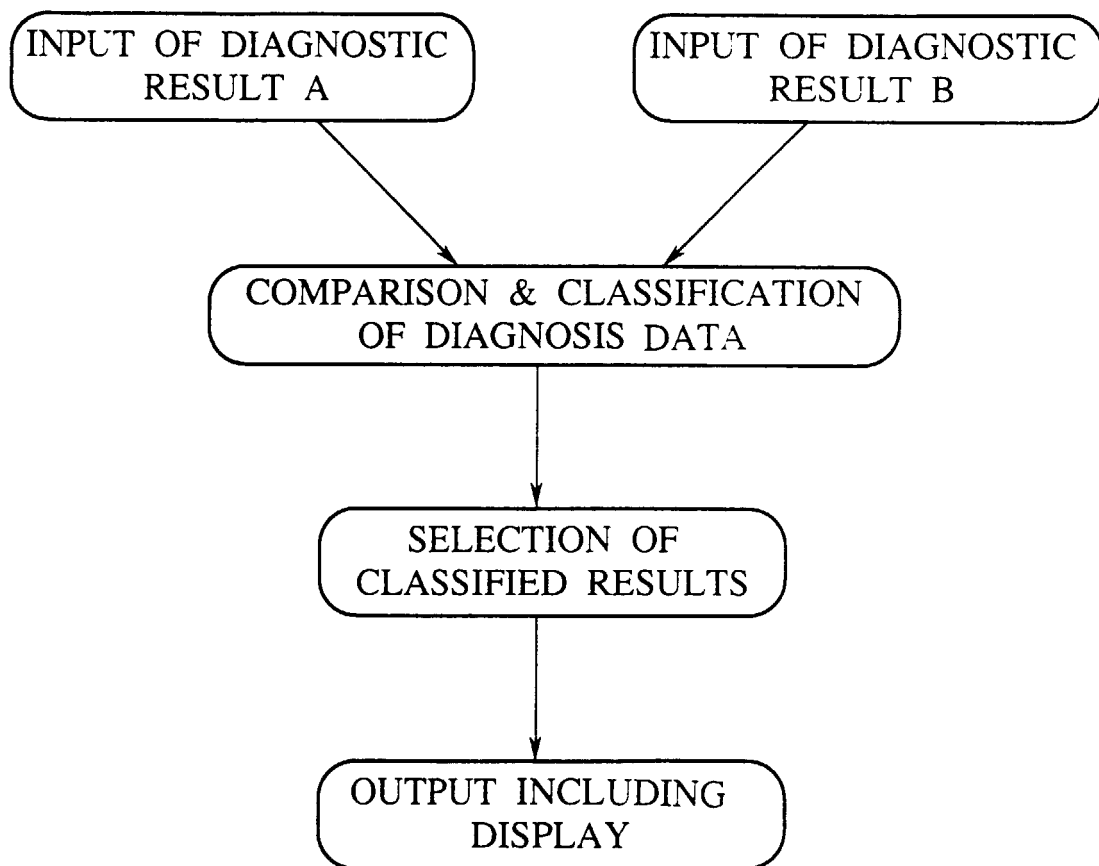 INPUT OF DIAGNOSTIC
RESULT A
INPUT OF DIAGNOSTIC
RESULT B
COMPARISON & CLASSIFICATION
OF DIAGNOSIS DATA
SELECTION OF
CLASSIFIED RESULTS
OUTPUT INCLUDING
DISPLAY